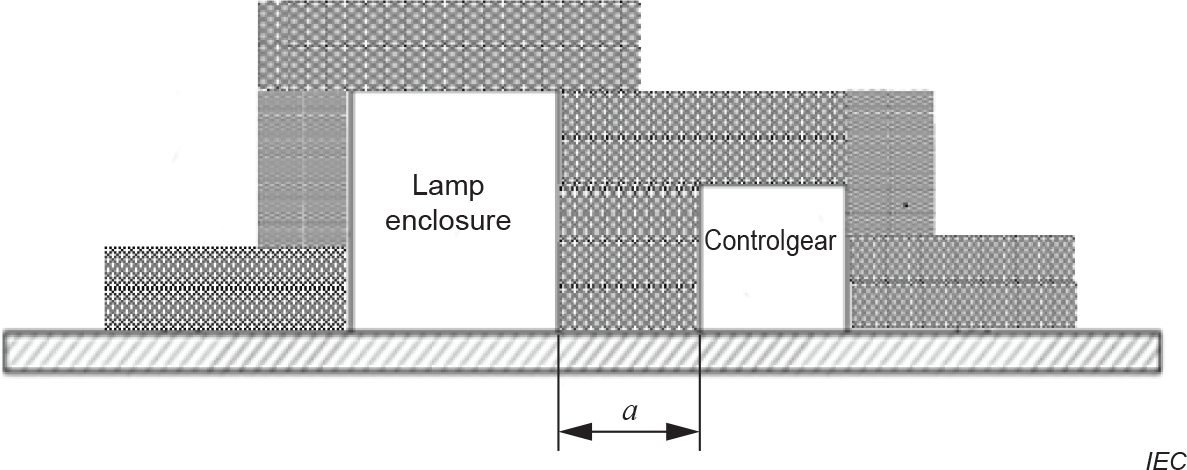 Lamp
enclosure
Controlgear
a
IEC